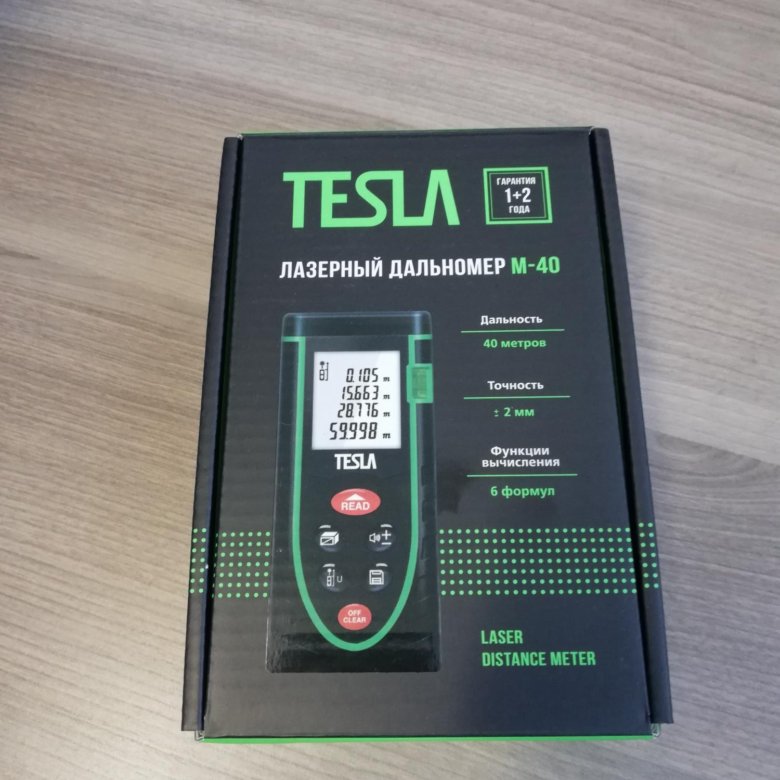 TESLA
ГАРАНТИЯ
1+2
ГОДА
ЛАЗЕРНЫЙ ДАЛЬНОМЕР М-40
Дальность
40 метров
Точность
± 2 мм
Функции
вычисления
6 формул
0.105 m
15.663 m
28.776 m
59.998 m
TESLA
READ
U
OFF
CLEAR
LASER
DISTANCE METER